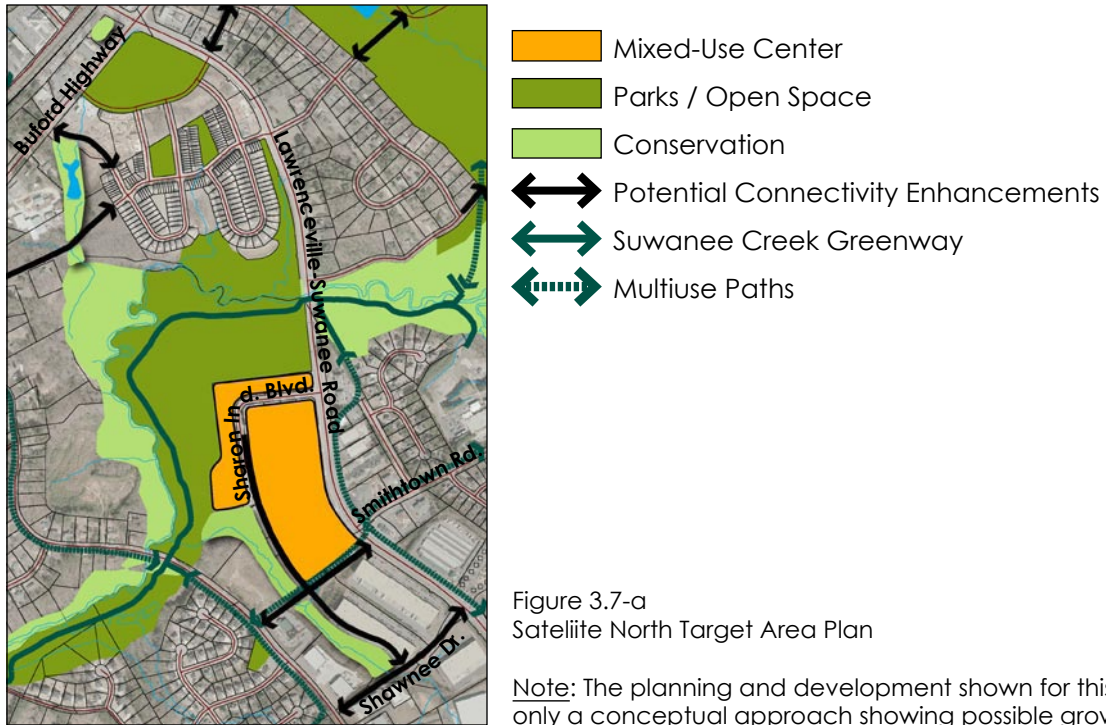 Buford Highway
Lawrenceville-Suwanee Road
Sharon Ind. Blvd.
Smithtown Rd.
Shawnee Dr.
Mixed-Use Center
Parks / Open Space
Conservation
Potential Connectivity Enhancements
Suwanee Creek Greenway
Multiuse Paths
Figure 3.7-a
Sateliite North Target Area Plan
Note: The planning and development shown for this
only a conceptual approach showing possible grov